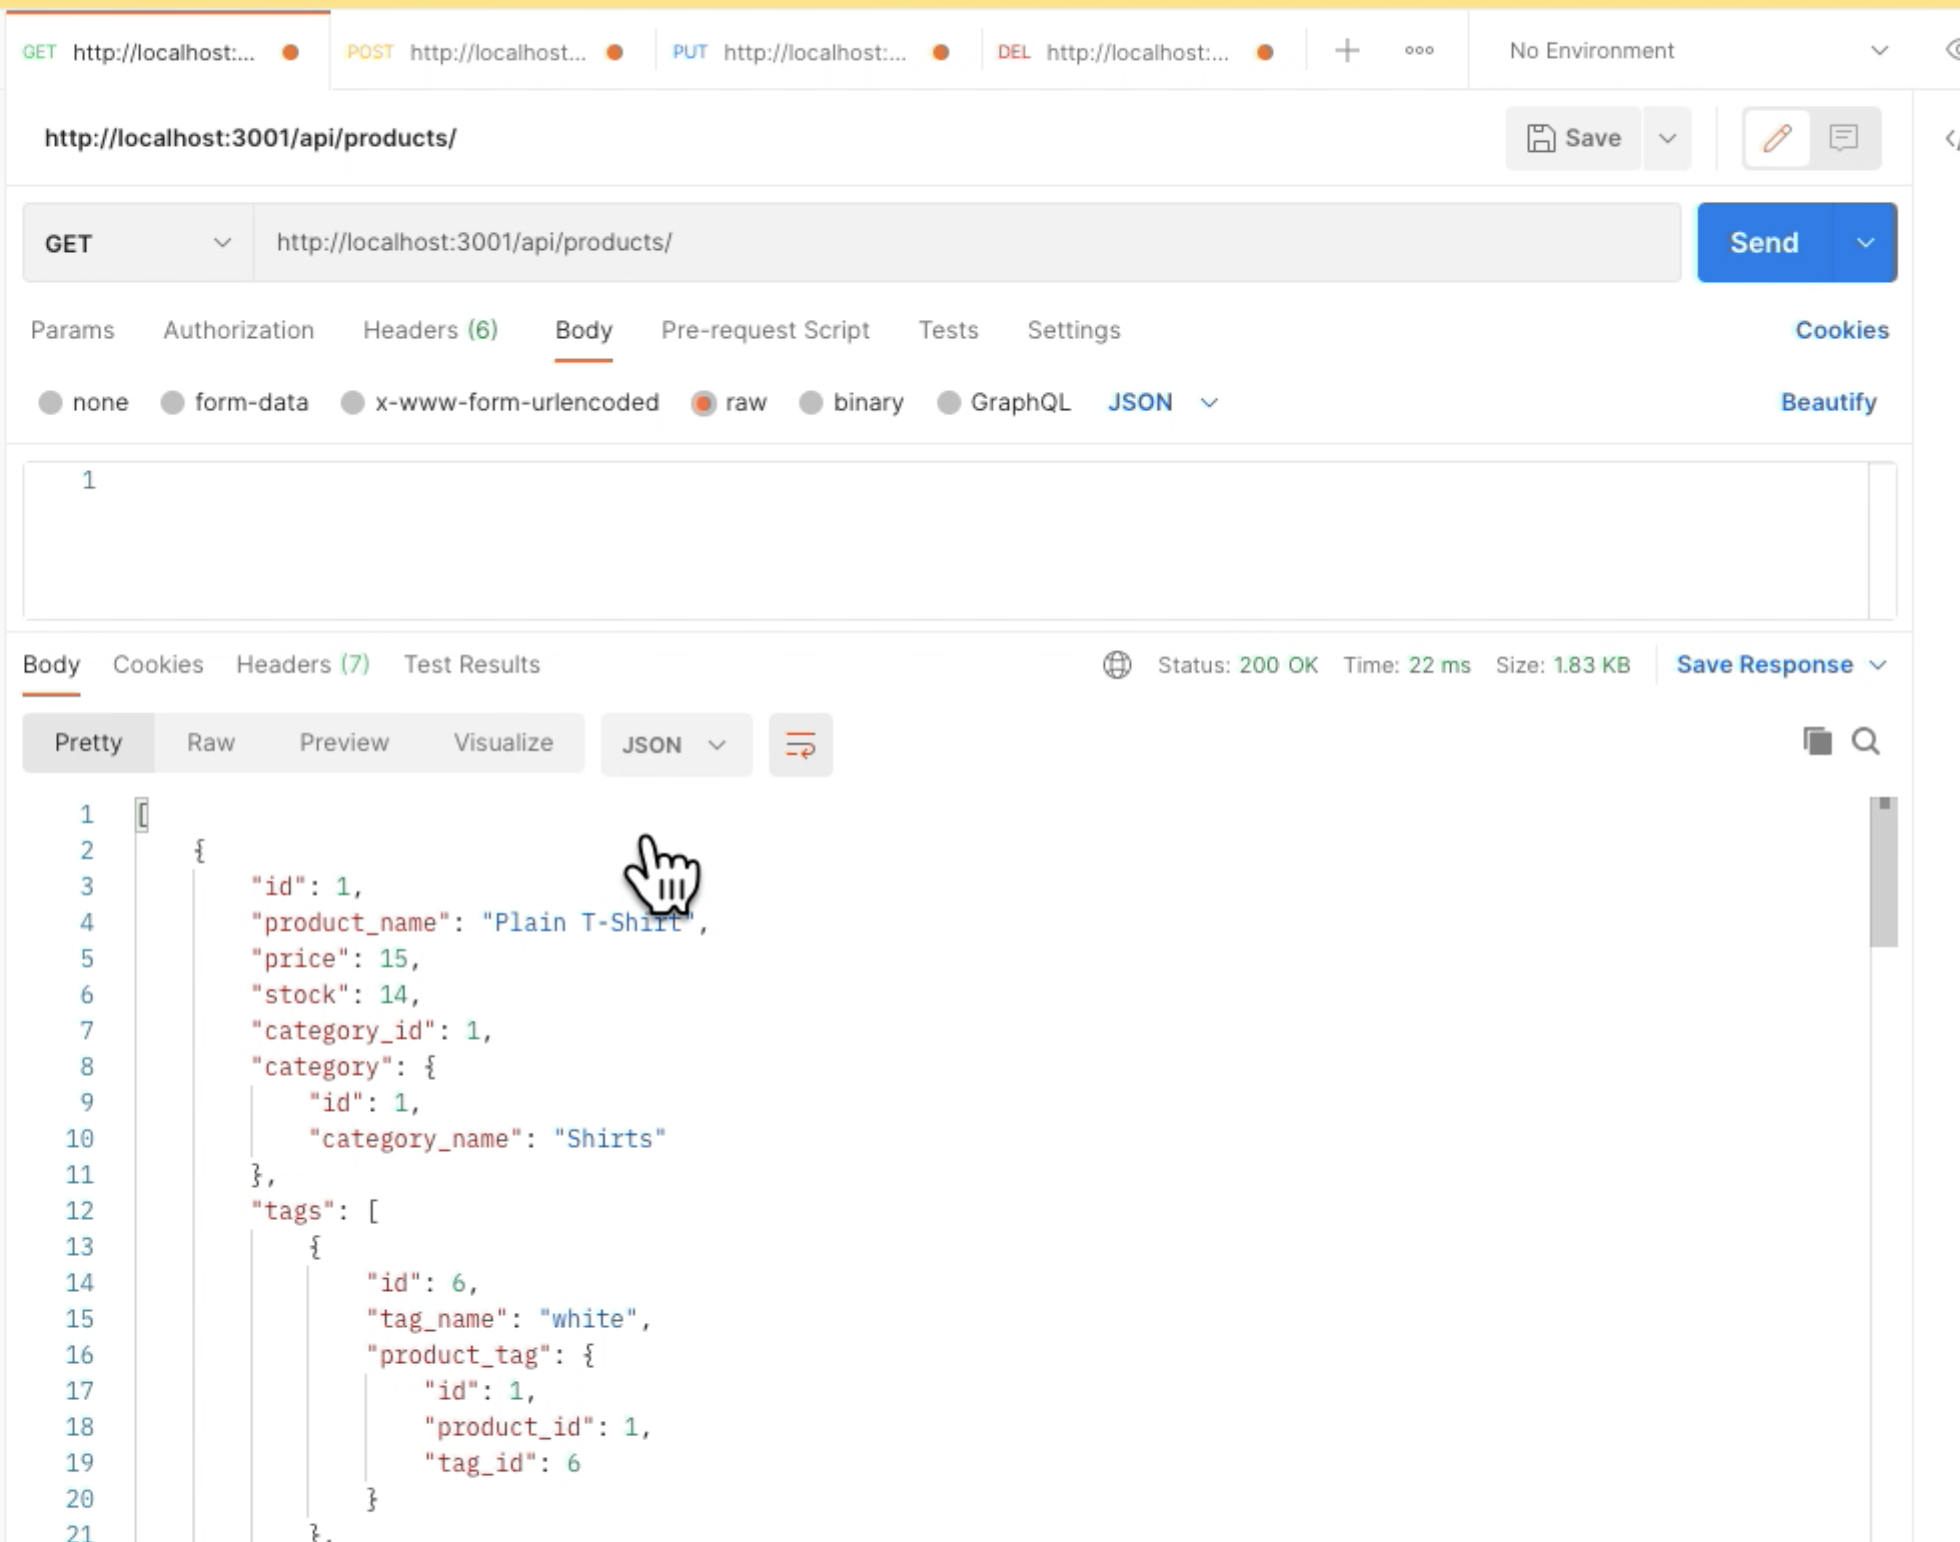 GET http://localhost:... POST http://localhost... PUT http://localhost:... DEL http://localhost:... No Environment
http://localhost:3001/api/products/ Save
GET http://localhost:3001/api/products/ Send
Params Authorization Headers (6) Body Pre-request Script Tests Settings Cookies
none form-data x-www-form-urlencoded raw binary GraphQL JSON Beautify
1
Body Cookies Headers (7) Test Results Status: 200 OK Time: 22 ms Size: 1.83 KB Save Response
Pretty Raw Preview Visualize JSON
1 [
2 {
3 "id": 1,
4 "product_name": "Plain T-Shirt",
5 "price": 15,
6 "stock": 14,
7 "category_id": 1,
8 "category": {
9 "id": 1,
10 "category_name": "Shirts"
11 },
12 "tags": [
13 {
14 "id": 6,
15 "tag_name": "white",
16 "product_tag": {
17 "id": 1,
18 "product_id": 1,
19 "tag_id": 6
20 }
21 },